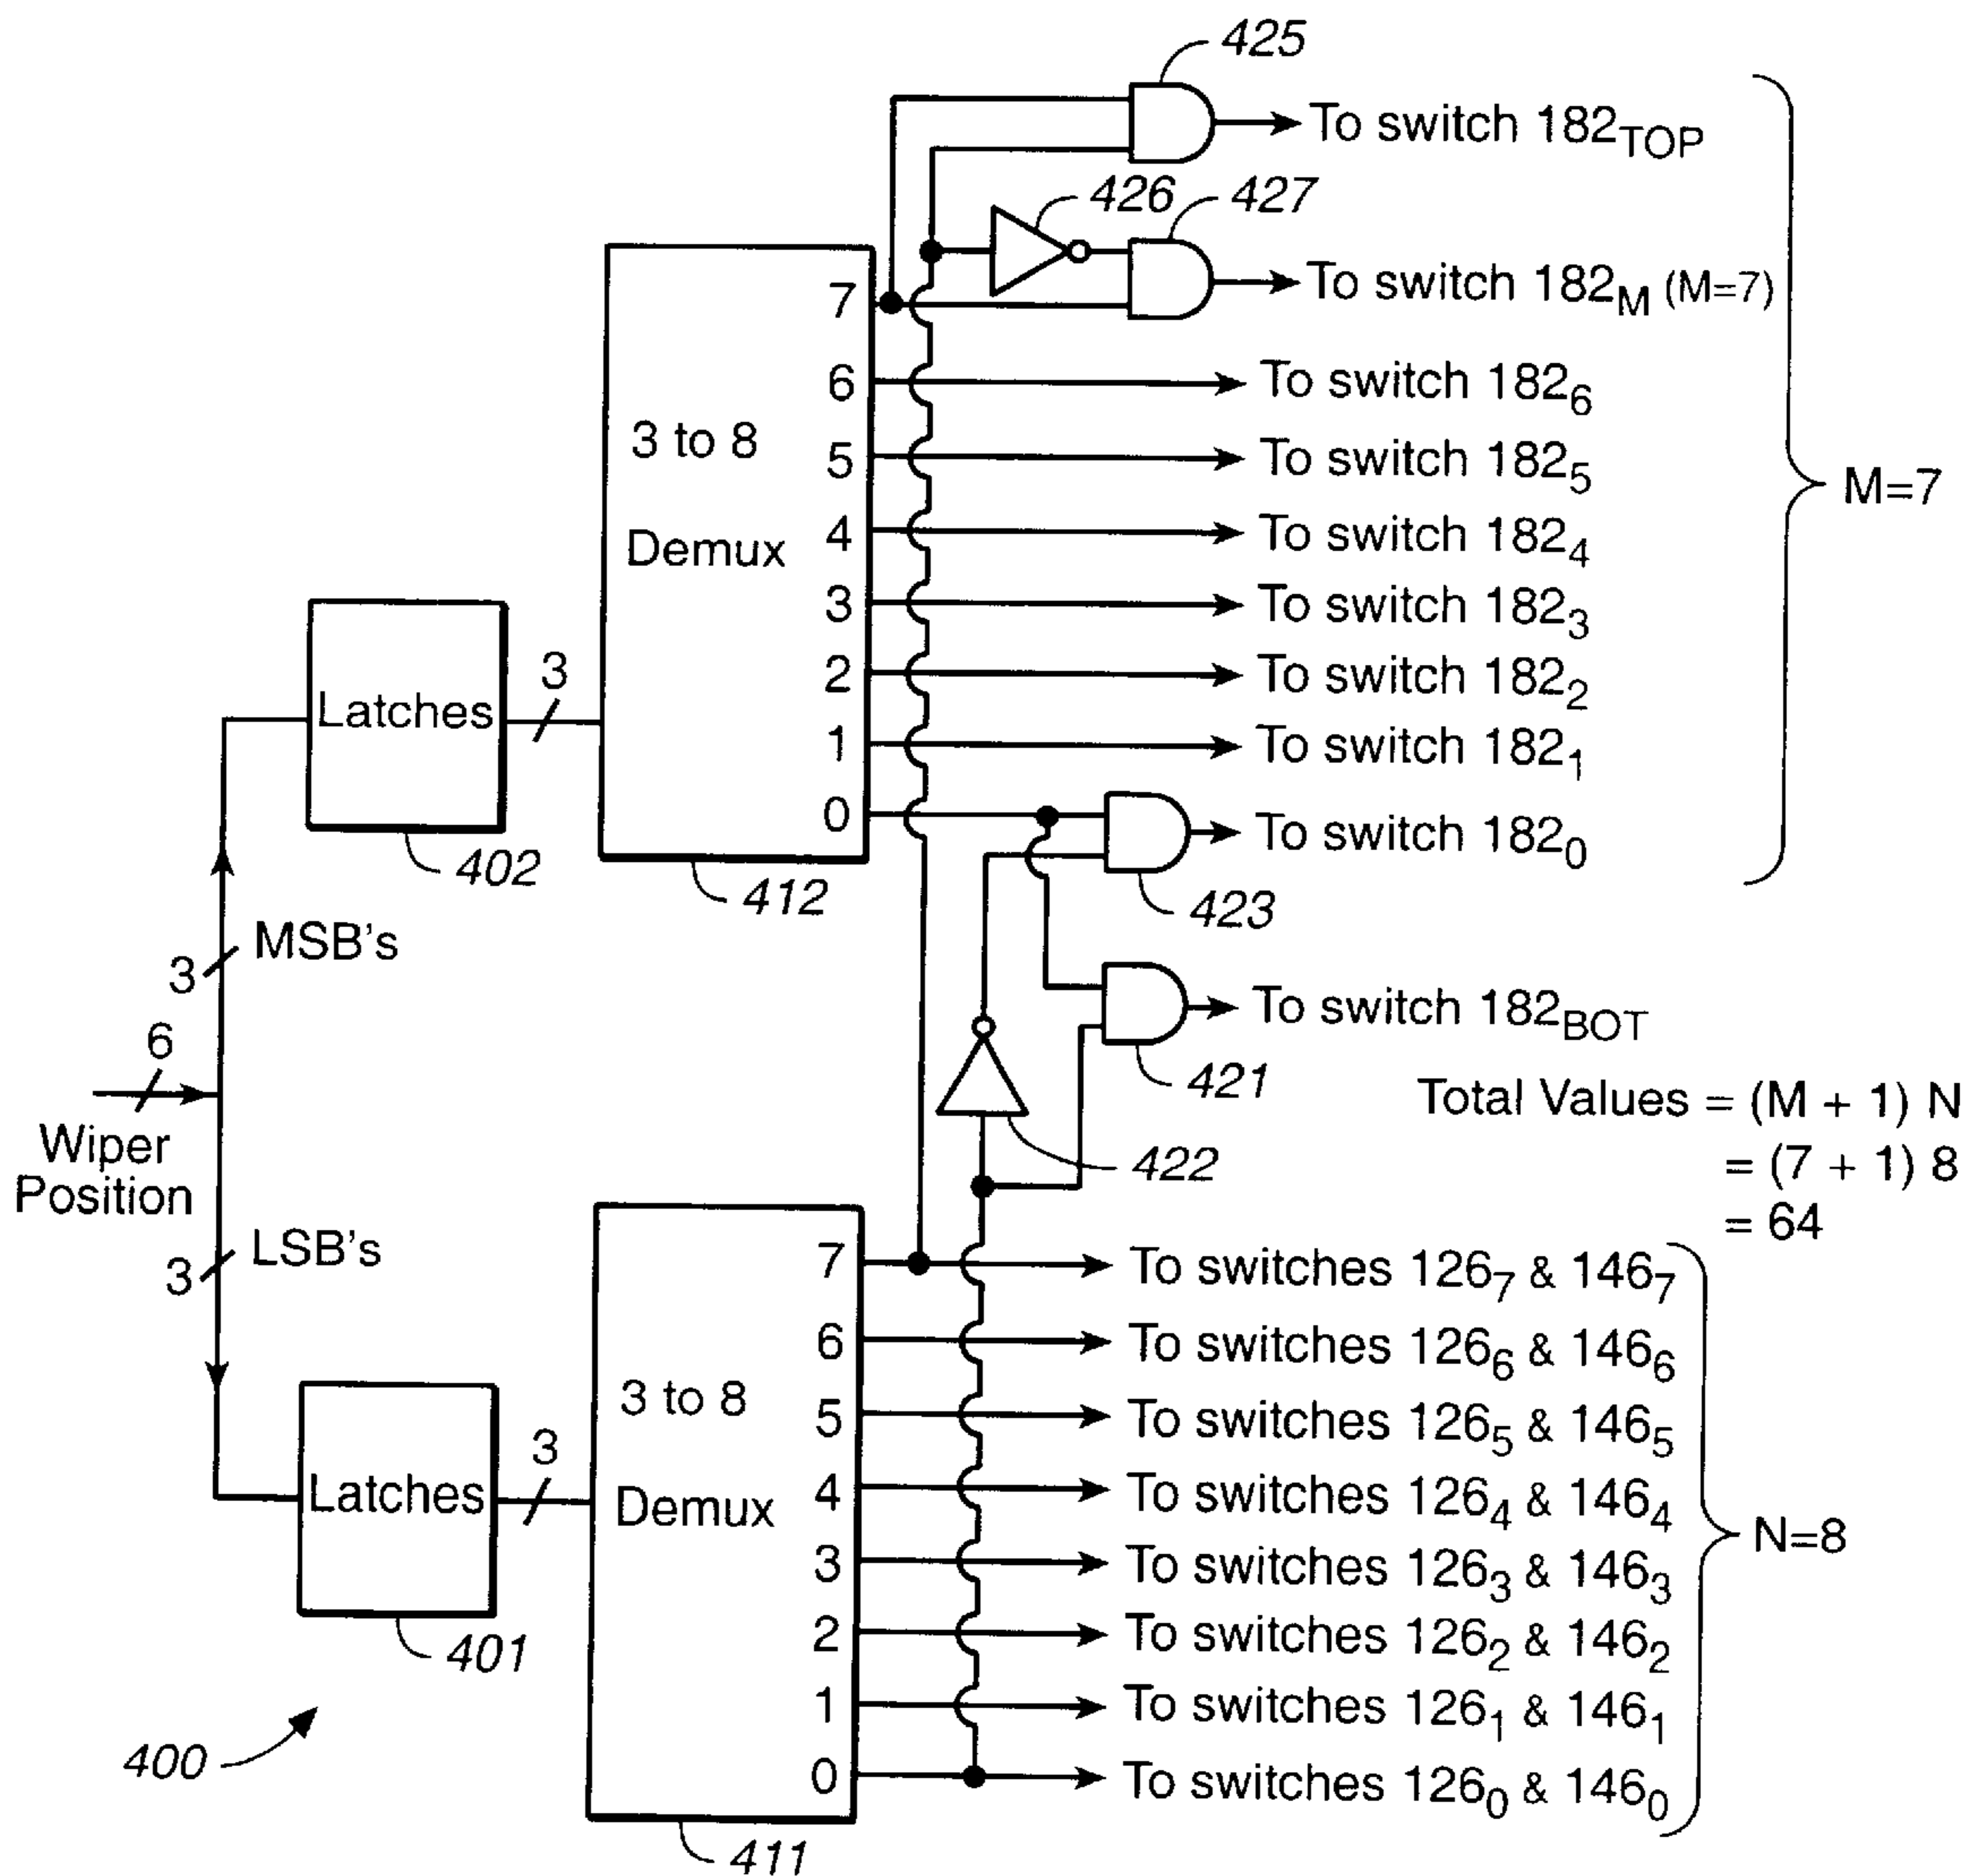 425
To switch 182TOP
426
427
To switch 182M (M=7)
7
6
To switch 1826
3 to 8
Demux
5
To switch 1825
M=7
4
To switch 1824
3
To switch 1823
Latches
3
2
To switch 1822
1
To switch 1821
0
To switch 1820
402
412
423
MSB's
3
To switch 182BOT
6
421
Total Values = (M + 1) N
= (7 + 1) 8
= 64
Wiper
Position
422
LSB's
3
7
To switches 1267 & 1467
6
To switches 1266 & 1466
3 to 8
Demux
5
To switches 1265 & 1465
3
Latches
4
To switches 1264 & 1464
N=8
3
To switches 1263 & 1463
2
To switches 1262 & 1462
401
1
To switches 1261 & 1461
400
0
To switches 1260 & 1460
411